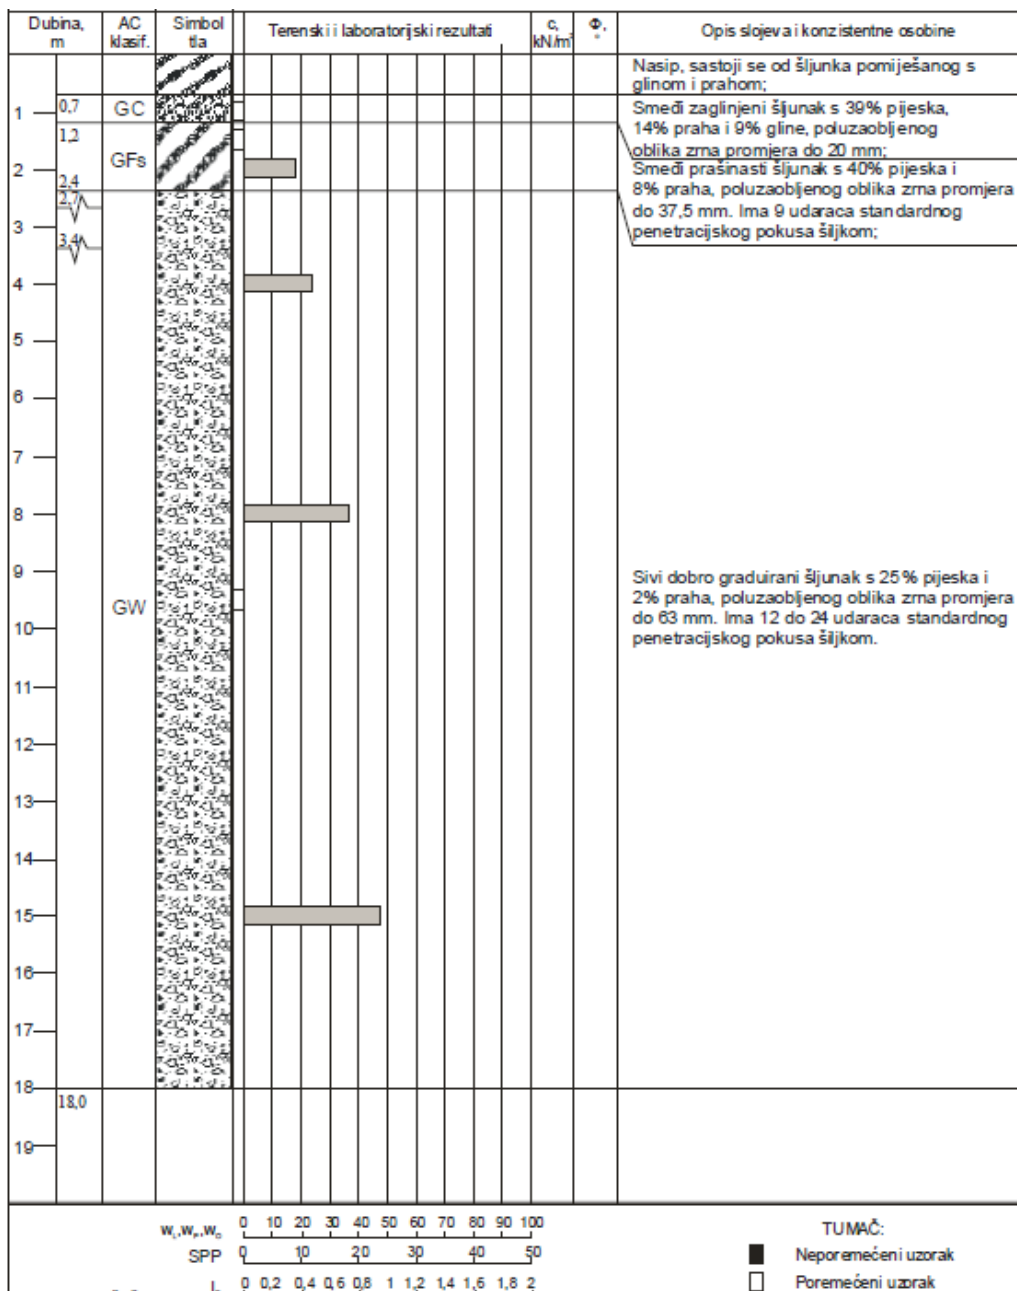 Dubina,
m
AC
klasif.
Simbol
tla
Terenski i laboratorijski rezultati
c,
kN/m²
Φ,
°
Opis slojeva i konzistentne osobine
Nasip, sastoji se od šljunka pomiješanog s
glinom i prahom;
1
0,7
GC
Smeđi zaglinjeni šljunak s 39% pijeska,
14% praha i 9% gline, poluzaobljenog
oblika zrna promjera do 20 mm;
1,2
GFs
2
2,4
Smeđi prašinasti šljunak s 40% pijeska i
8% praha, poluzaobljenog oblika zrna promjera
do 37,5 mm. Ima 9 udaraca standardnog
penetracijskog pokusa šiljkom;
2,7
3
3,4
4
5
6
7
8
9
GW
Sivi dobro graduirani šljunak s 25% pijeska i
2% praha, poluzaobljenog oblika zrna promjera
do 63 mm. Ima 12 do 24 udaraca standardnog
penetracijskog pokusa šiljkom.
10
11
12
13
14
15
16
17
18
18,0
19
0 10 20 30 40 50 60 70 80 90 100
SPP 0 10 20 30 40 50
0 0,2 0,4 0,6 0,8 1 1,2 1,4 1,6 1,8 2
TUMAČ:
Neporemećeni uzorak
Poremećeni uzorak